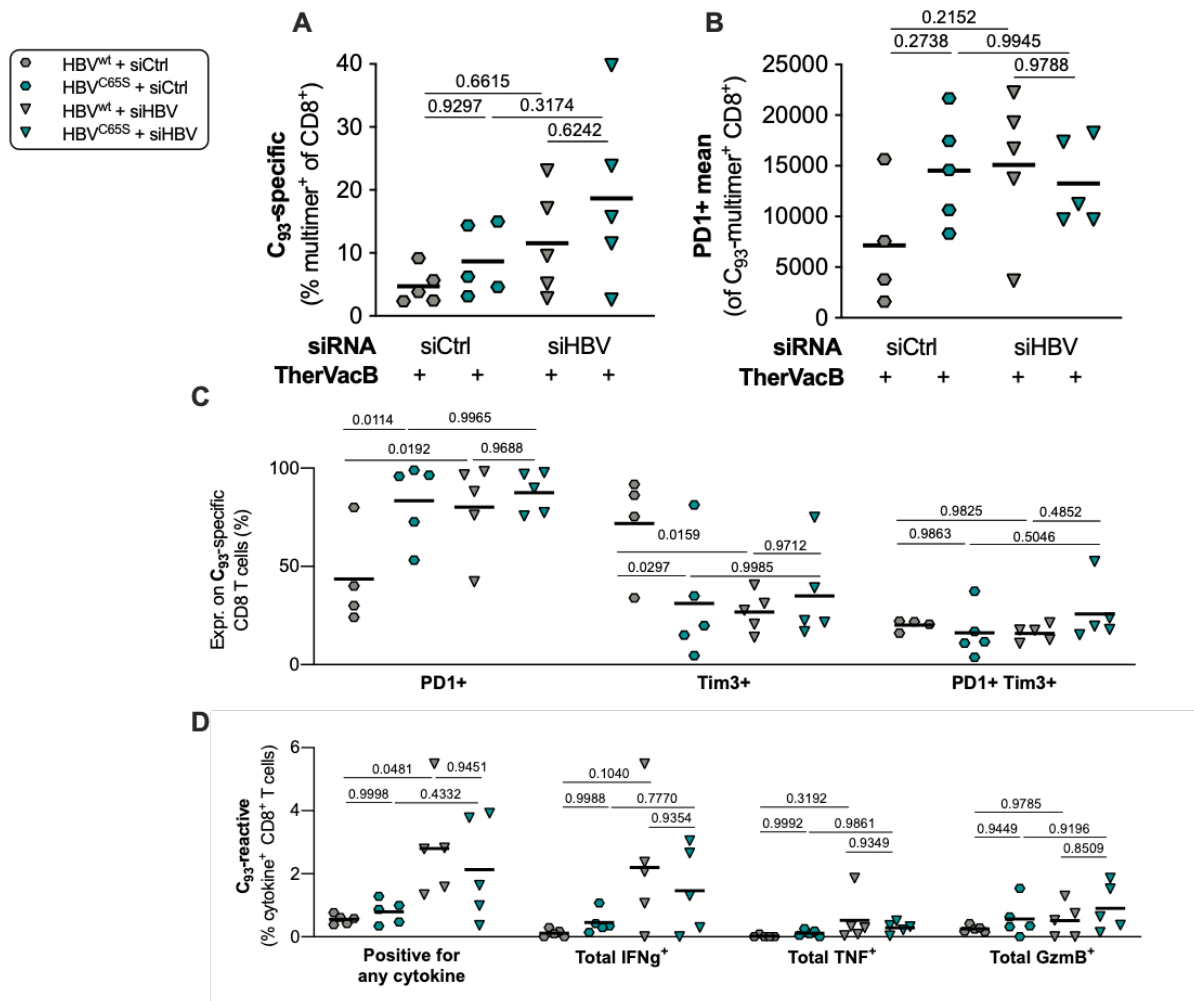 HBVwt + siCtrl
HBVC65S + siCtrl
HBVwt + siHBV
HBVC65S + siHBV
A
C93-specific
(% multimer+ of CD8+)
40
30
20
10
0
0.6615
0.9297
0.3174
0.6242
siRNA siCtrl siHBV
TherVacB + + + +
B
PD1+ mean
(of C93-multimer+ CD8+)
25000
20000
15000
10000
5000
0
0.2152
0.2738
0.9945
0.9788
siRNA siCtrl siHBV
TherVacB + + + +
C
Expr. on C93-specific
CD8 T cells (%)
100
50
0
0.0114
0.9965
0.0192
0.9688
0.0159
0.9712
0.0297
0.9985
0.9825
0.4852
0.9863
0.5046
PD1+ Tim3+ PD1+ Tim3+
D
C93-reactive
(% cytokine+ CD8+ T cells)
6
4
2
0
0.0481
0.9451
0.9998
0.4332
0.1040
0.9988
0.7770
0.9354
0.3192
0.9992
0.9861
0.9349
0.9785
0.9449
0.9196
0.8509
Positive for
any cytokine
Total IFNg+
Total TNF+
Total GzmB+